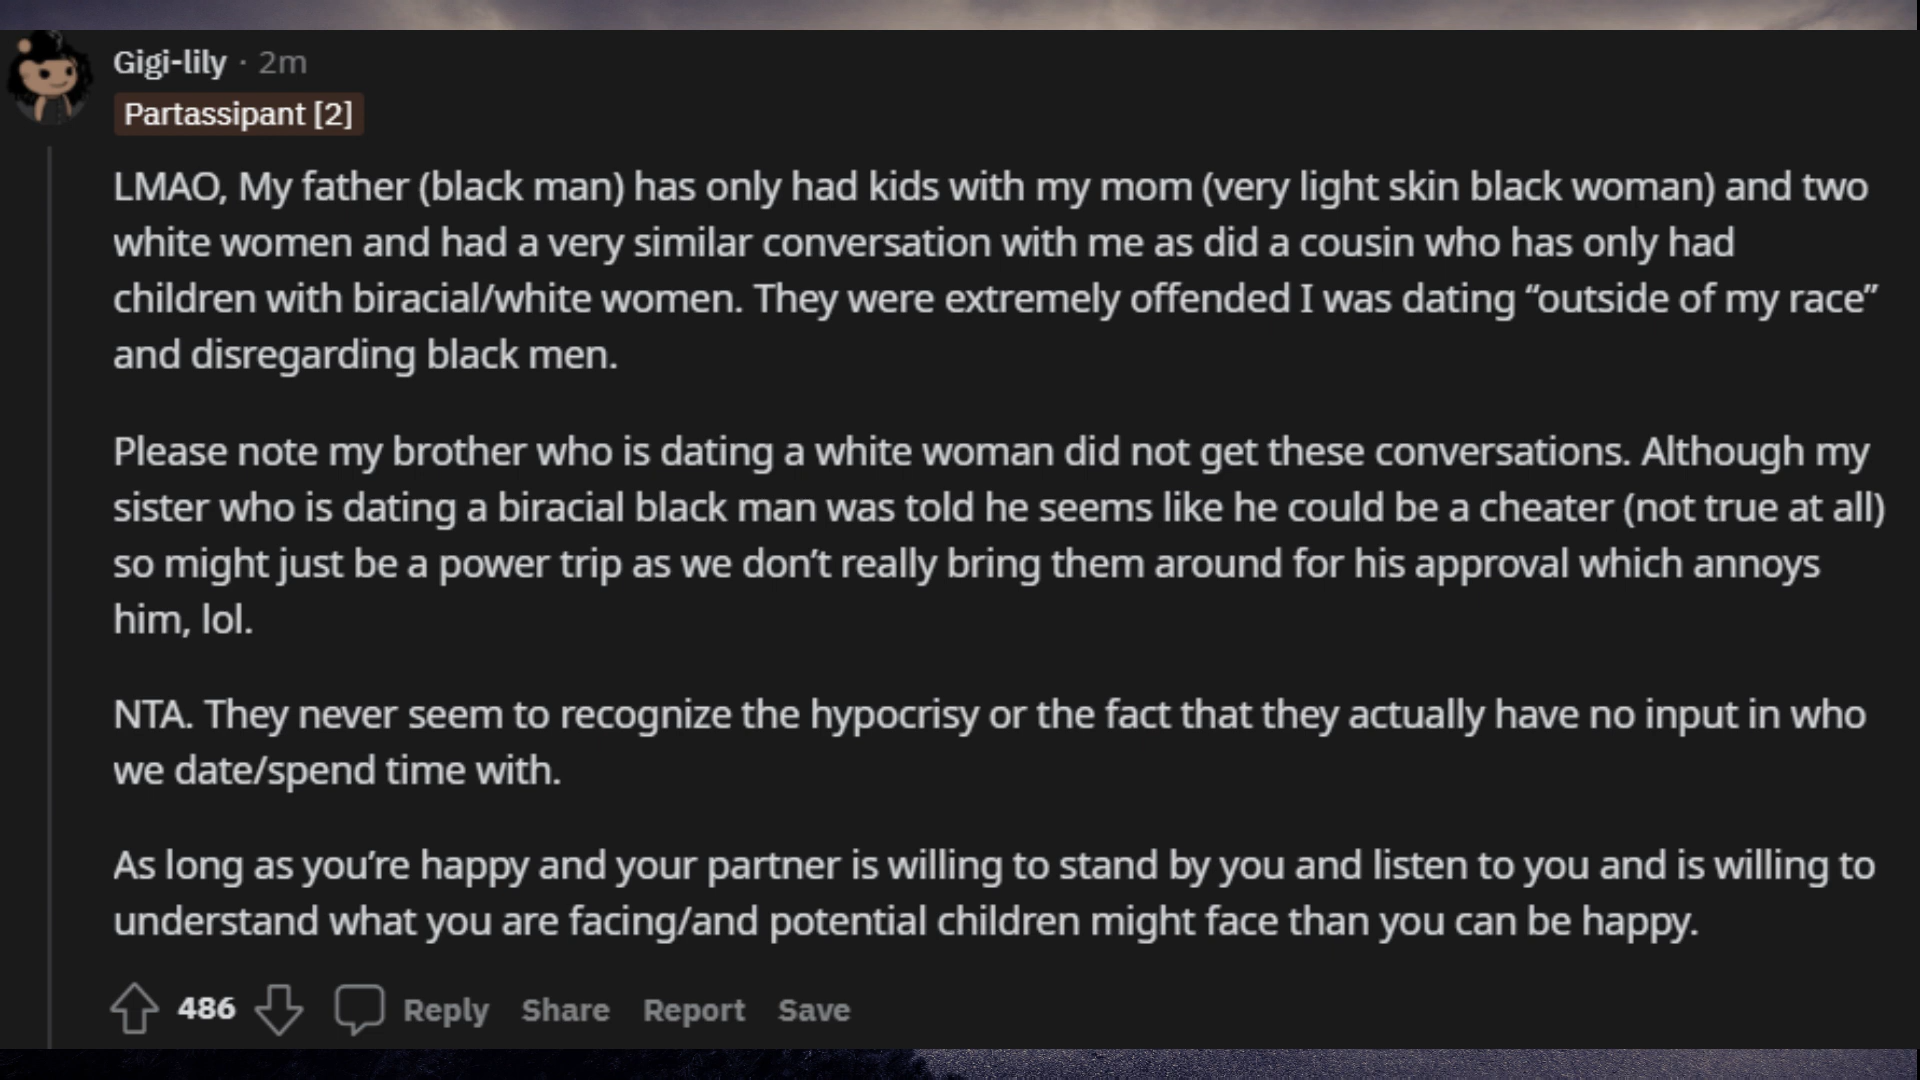 Gigi-lily · 2m
Partassipant [2]
LMAO, My father (black man) has only had kids with my mom (very light skin black woman) and two
white women and had a very similar conversation with me as did a cousin who has only had
children with biracial/white women. They were extremely offended I was dating “outside of my race”
and disregarding black men.
Please note my brother who is dating a white woman did not get these conversations. Although my
sister who is dating a biracial black man was told he seems like he could be a cheater (not true at all)
so might just be a power trip as we don’t really bring them around for his approval which annoys
him, lol.
NTA. They never seem to recognize the hypocrisy or the fact that they actually have no input in who
we date/spend time with.
As long as you’re happy and your partner is willing to stand by you and listen to you and is willing to
understand what you are facing/and potential children might face than you can be happy.
486 Reply Share Report Save